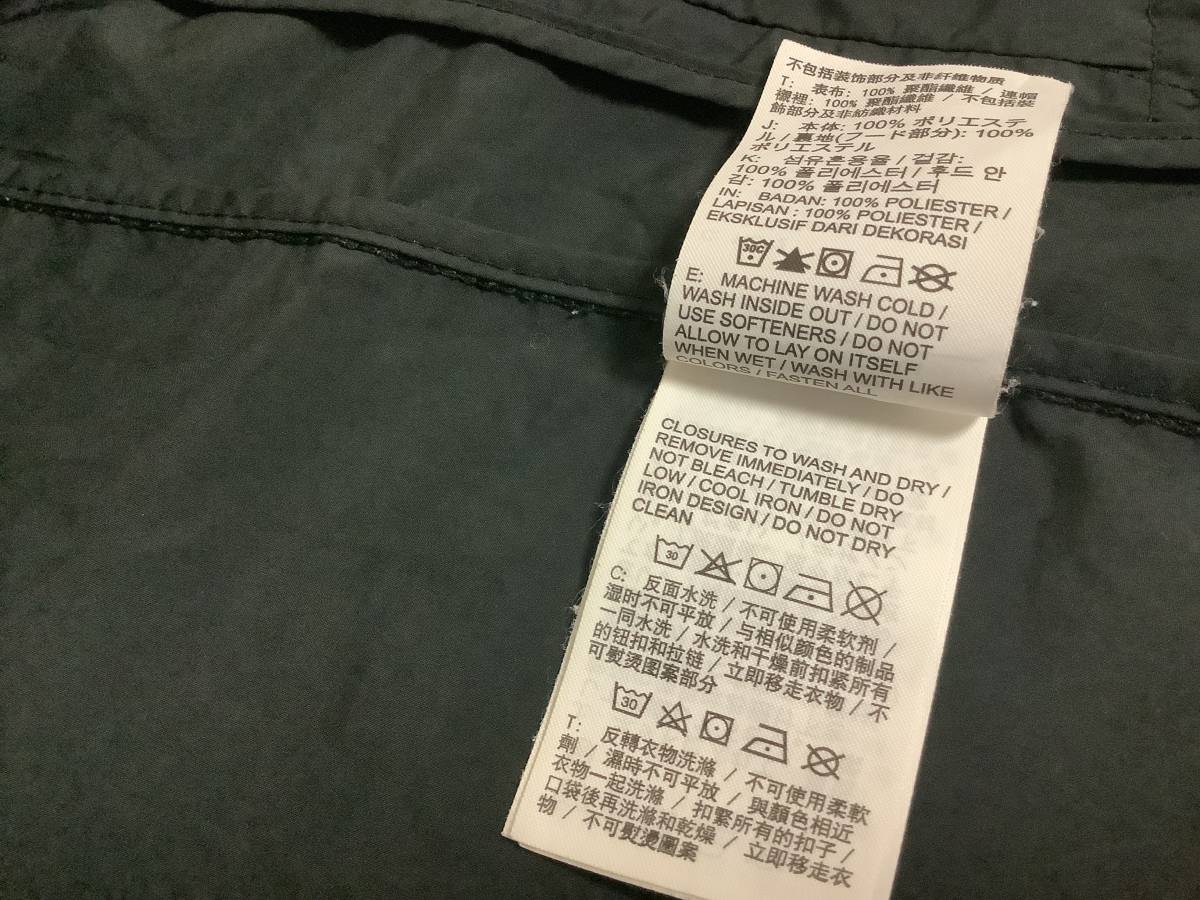 不包括装饰部分及非纤维物质
T: 表布: 100% 聚酯纖維 / 連帽
襯裡: 100% 聚酯纖維 / 不包括裝
飾部分及非紡織材料
J: 本体: 100% ポリエステ
ル / 裏地(フード部分): 100%
ポリエステル
K: 섬유혼용율 / 겉감:
100% 폴리에스터 / 후드 안
감: 100% 폴리에스터
IN: BADAN: 100% POLIESTER /
LAPISAN : 100% POLIESTER /
EKSKLUSIF DARI DEKORASI
30C
E: MACHINE WASH COLD /
WASH INSIDE OUT / DO NOT
USE SOFTENERS / DO NOT
ALLOW TO LAY ON ITSELF
WHEN WET / WASH WITH LIKE
COLORS / FASTEN ALL
CLOSURES TO WASH AND DRY /
REMOVE IMMEDIATELY / DO
NOT BLEACH / TUMBLE DRY
LOW / COOL IRON / DO NOT
IRON DESIGN / DO NOT DRY
CLEAN
30
C: 反面水洗 / 不可使用柔软剂 /
湿时不可平放 / 与相似颜色的制品
一同水洗 / 水洗和干燥前扣紧所有
的钮扣和拉链 / 立即移走衣物 / 不
可熨烫图案部分
30
T: 反轉衣物洗滌 / 不可使用柔軟
劑 / 濕時不可平放 / 與顏色相近
衣物一起洗滌 / 扣緊所有的扣子 /
口袋後再洗滌和乾燥 / 立即移走衣
物 / 不可熨燙圖案